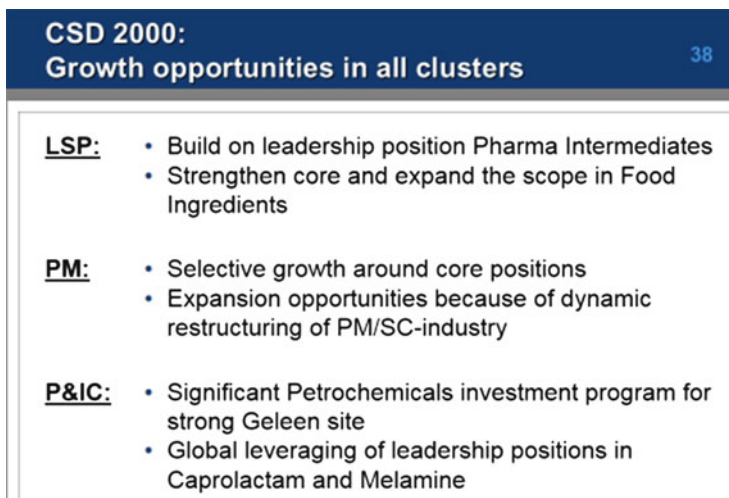 CSD 2000:
Growth opportunities in all clusters
38
LSP: • Build on leadership position Pharma Intermediates
• Strengthen core and expand the scope in Food
Ingredients
PM: • Selective growth around core positions
• Expansion opportunities because of dynamic
restructuring of PM/SC-industry
P&IC: • Significant Petrochemicals investment program for
strong Geleen site
• Global leveraging of leadership positions in
Caprolactam and Melamine